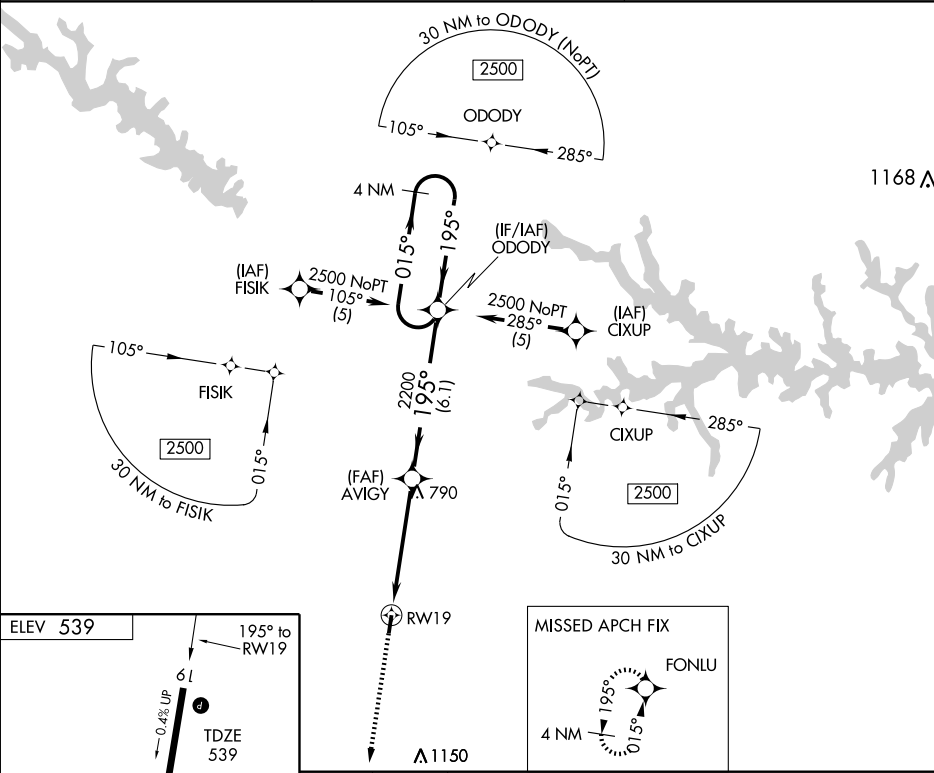 30 NM to ODODY (NoPT)
2500
ODODY
105°
285°
1168
4 NM
015°
195°
(IF/IAF)
ODODY
(IAF)
FISIK
2500 NoPT
105°
(5)
2500 NoPT
285°
(5)
(IAF)
CIXUP
105°
FISIK
2500
015°
30 NM to FISIK
2200
195°
(6.1)
CIXUP
285°
015°
2500
30 NM to CIXUP
(FAF)
AVIGY
790
RW19
ELEV 539
195° to
RW19
19
0.4% UP
P
TDZE
539
1150
MISSED APCH FIX
FONLU
195°
015°
4 NM